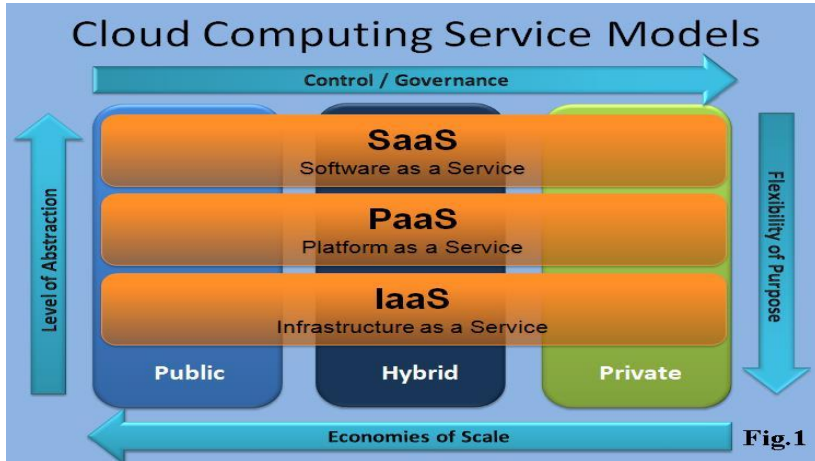 Cloud Computing Service Models
Control / Governance
Level of Abstraction
SaaS
Software as a Service
PaaS
Platform as a Service
IaaS
Infrastructure as a Service
Flexibility of Purpose
Public
Hybrid
Private
Economies of Scale
Fig.1